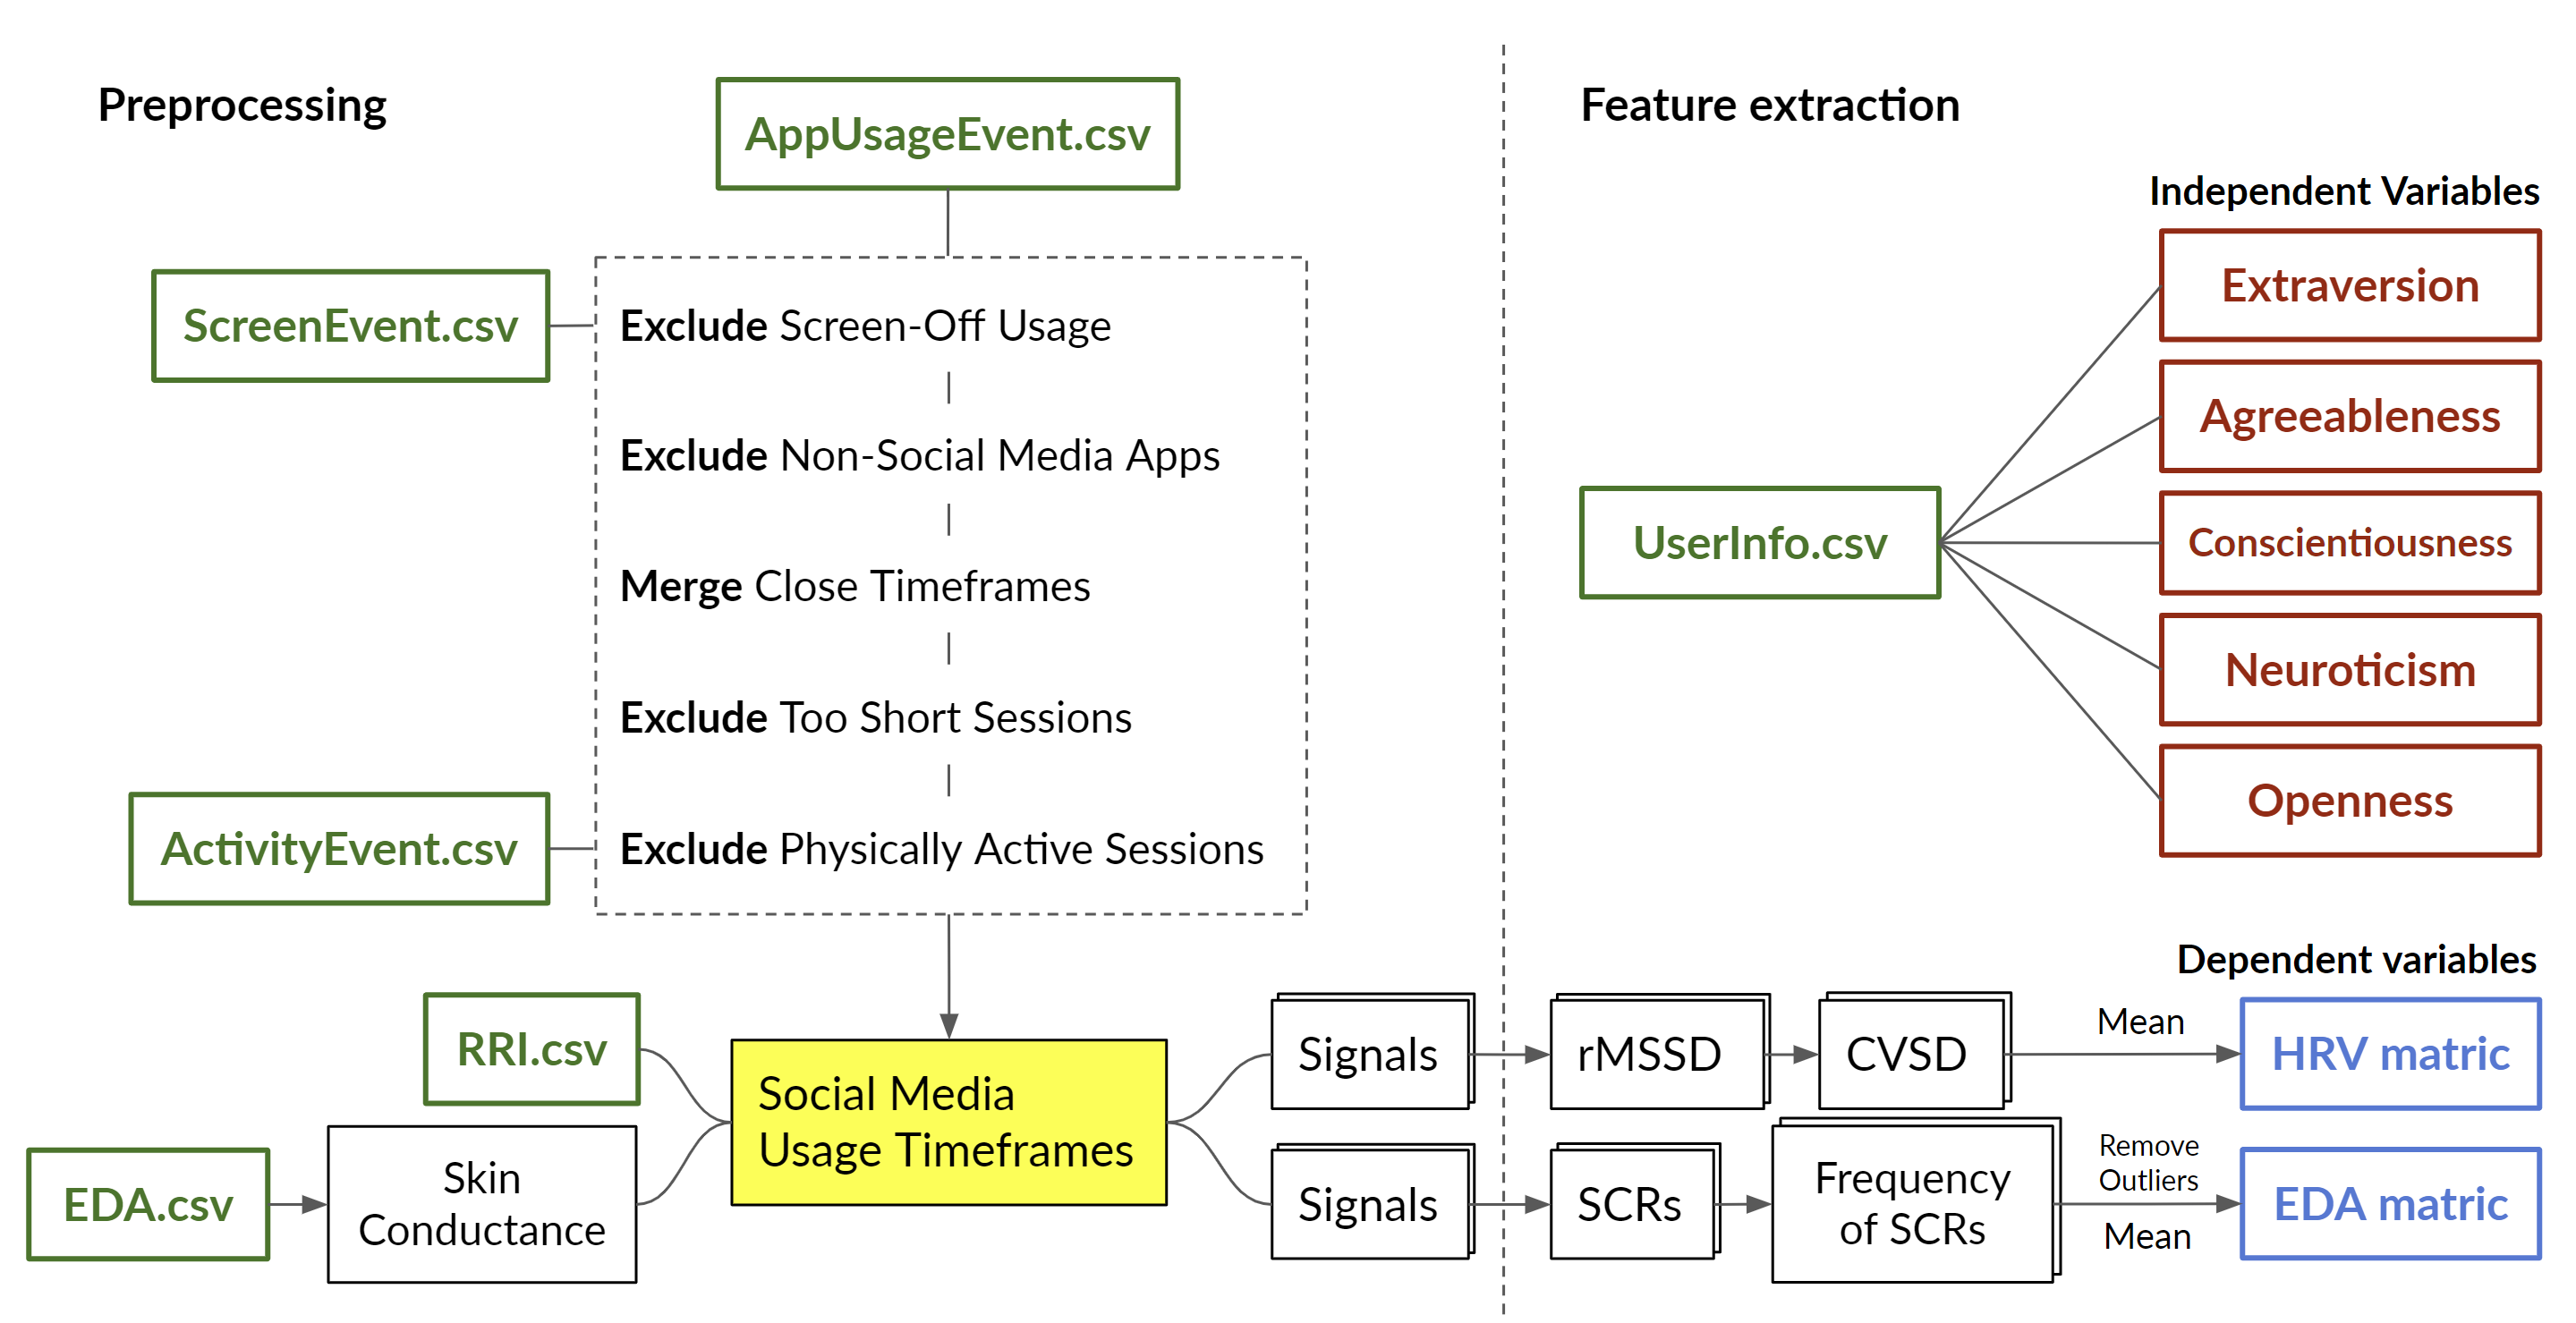 Preprocessing
AppUsageEvent.csv
ScreenEvent.csv
Exclude Screen-Off Usage
Exclude Non-Social Media Apps
Merge Close Timeframes
Exclude Too Short Sessions
ActivityEvent.csv
Exclude Physically Active Sessions
RRI.csv
EDA.csv
Skin
Conductance
Social Media
Usage Timeframes
Signals
Signals
Feature extraction
Independent Variables
UserInfo.csv
Extraversion
Agreeableness
Conscientiousness
Neuroticism
Openness
Dependent variables
rMSSD
CVSD
Mean
HRV matric
SCRs
Frequency
of SCRs
Remove
Outliers
Mean
EDA matric